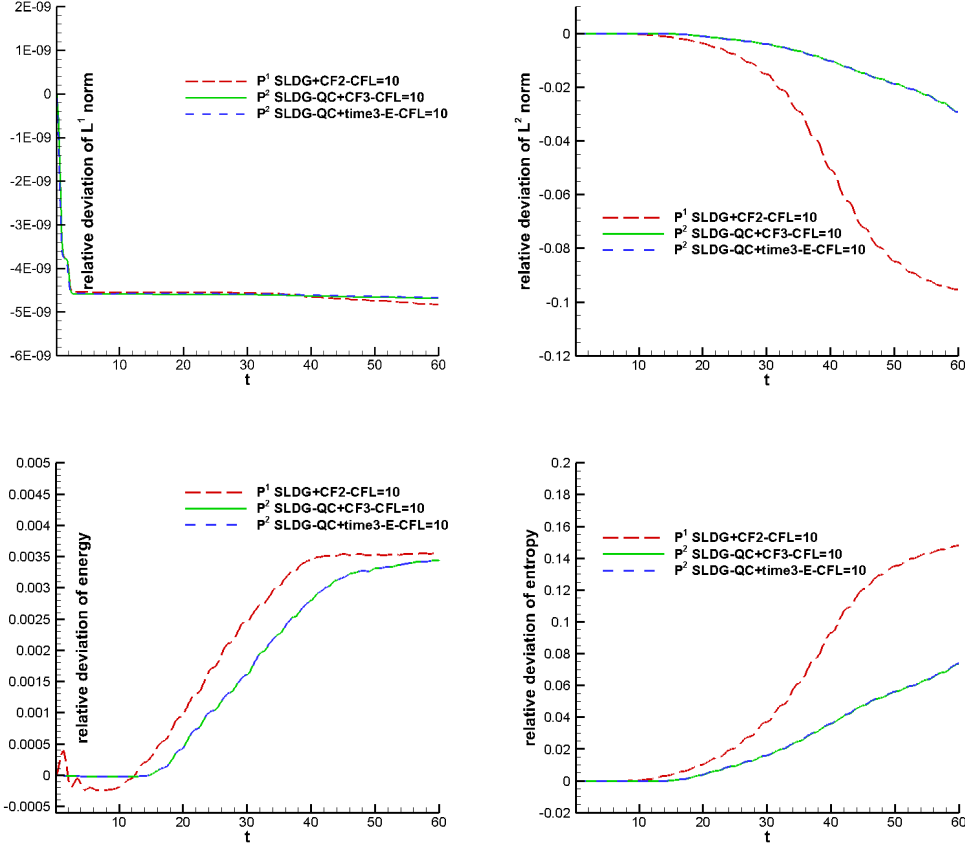 2E-09
1E-09
0
-1E-09
-2E-09
-3E-09
-4E-09
-5E-09
-6E-09
relative deviation of L¹ norm
P¹ SLDG+CF2-CFL=10
P² SLDG-QC+CF3-CFL=10
P² SLDG-QC+time3-E-CFL=10
10 20 30 40 50 60
t
0
-0.02
-0.04
-0.06
-0.08
-0.1
-0.12
relative deviation of L² norm
P¹ SLDG+CF2-CFL=10
P² SLDG-QC+CF3-CFL=10
P² SLDG-QC+time3-E-CFL=10
10 20 30 40 50 60
t
0.005
0.0045
0.004
0.0035
0.003
0.0025
0.002
0.0015
0.001
0.0005
0
-0.0005
relative deviation of energy
P¹ SLDG+CF2-CFL=10
P² SLDG-QC+CF3-CFL=10
P² SLDG-QC+time3-E-CFL=10
10 20 30 40 50 60
t
0.2
0.18
0.16
0.14
0.12
0.1
0.08
0.06
0.04
0.02
0
-0.02
relative deviation of entropy
P¹ SLDG+CF2-CFL=10
P² SLDG-QC+CF3-CFL=10
P² SLDG-QC+time3-E-CFL=10
10 20 30 40 50 60
t